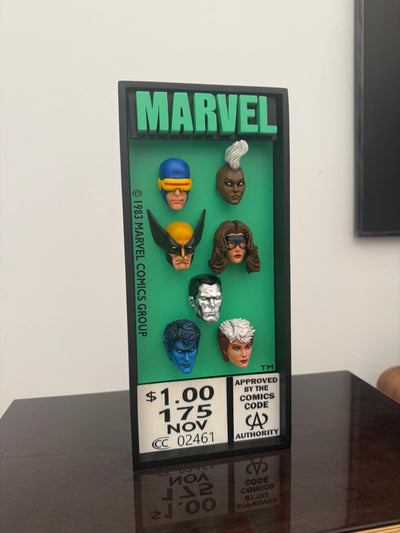 MARVEL
© 1983 MARVEL COMICS GROUP
TM
$1.00
175
NOV
CC 02461
APPROVED
BY THE
COMICS
CODE
CA
AUTHORITY